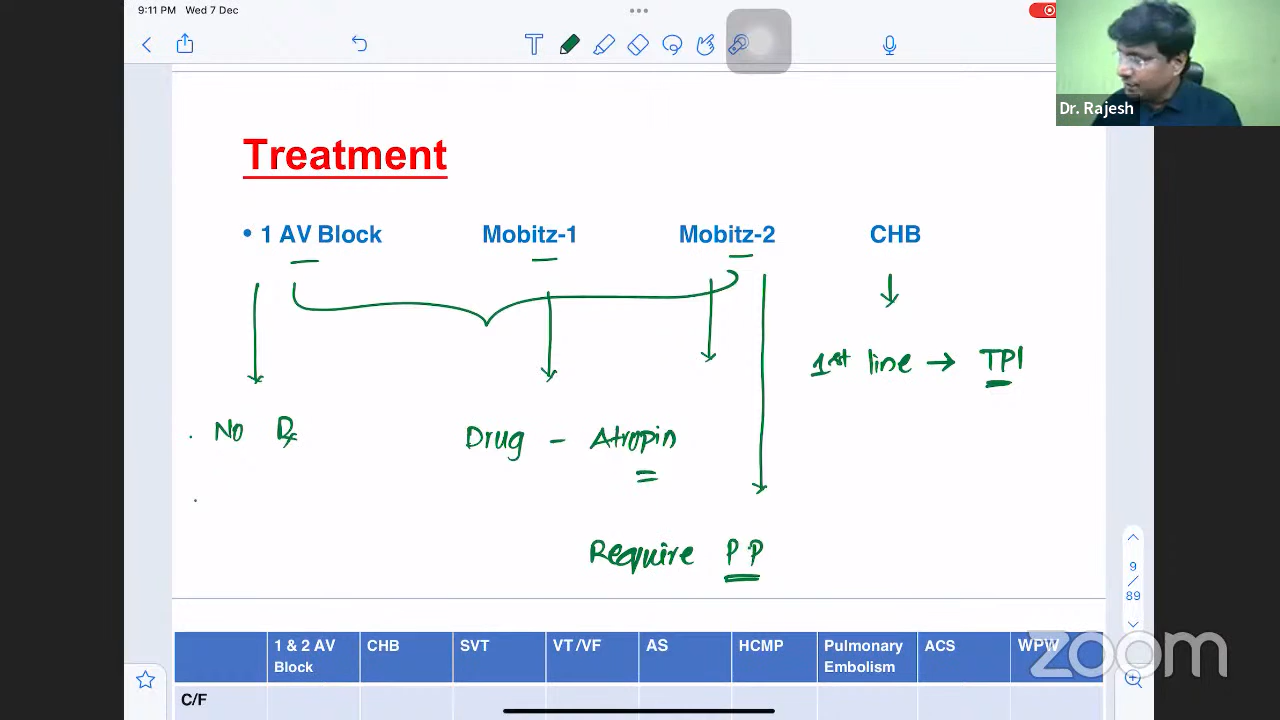 9:11 PM Wed 7 Dec
Dr. Rajesh
Treatment
• 1 AV Block Mobitz-1 Mobitz-2 CHB
1st line → TPI
No Rx Drug - Atropin
Require PP
9
/
89
1 & 2 AV Block CHB SVT VT /VF AS HCMP Pulmonary Embolism ACS WPW
C/F
zoom